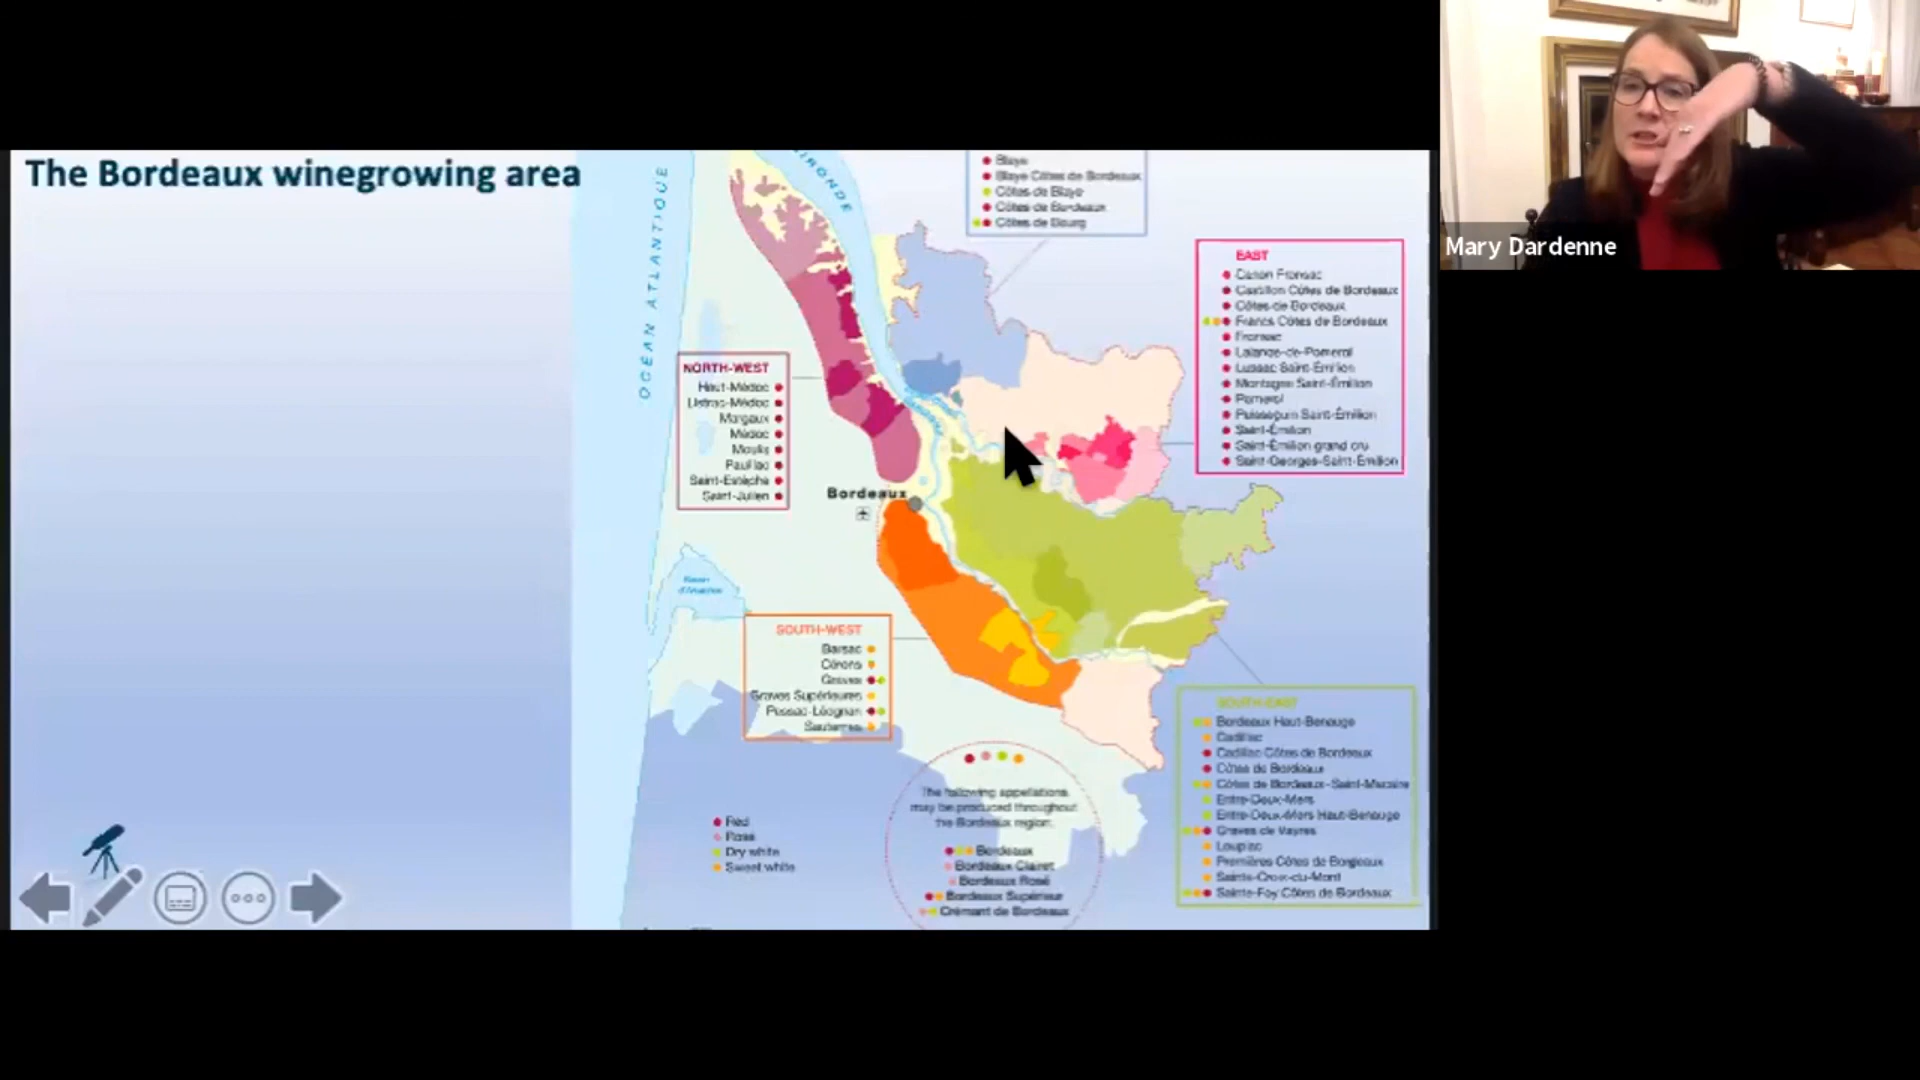 The Bordeaux winegrowing area
OCÉAN ATLANTIQUE
GIRONDE
Blaye
Blaye Côtes de Bordeaux
Côtes de Blaye
Côtes de Bordeaux
Côtes de Bourg
EAST
Canon Fronsac
Castillon Côtes de Bordeaux
Côtes de Bordeaux
Francs Côtes de Bordeaux
Fronsac
Lalande-de-Pomerol
Lussac Saint-Émilion
Montagne Saint-Émilion
Pomerol
Puisseguin Saint-Émilion
Saint-Émilion
Saint-Émilion grand cru
Saint-Georges-Saint-Émilion
NORTH-WEST
Haut-Médoc
Listrac-Médoc
Margaux
Médoc
Moulis
Pauillac
Saint-Estèphe
Saint-Julien
Bordeaux
Bassin
d'Arcachon
SOUTH-WEST
Barsac
Cérons
Graves
Graves Supérieures
Pessac-Léognan
Sauternes
SOUTH-EAST
Bordeaux Haut-Benauge
Cadillac
Cadillac Côtes de Bordeaux
Côtes de Bordeaux
Côtes de Bordeaux-Saint-Macaire
Entre-Deux-Mers
Entre-Deux-Mers Haut-Benauge
Graves de Vayres
Loupiac
Premières Côtes de Bordeaux
Sainte-Croix-du-Mont
Sainte-Foy Côtes de Bordeaux
The following appellations
may be produced throughout
the Bordeaux region:
Bordeaux
Bordeaux Clairet
Bordeaux Rosé
Bordeaux Supérieur
Crémant de Bordeaux
Red
Rosé
Dry white
Sweet white
Mary Dardenne